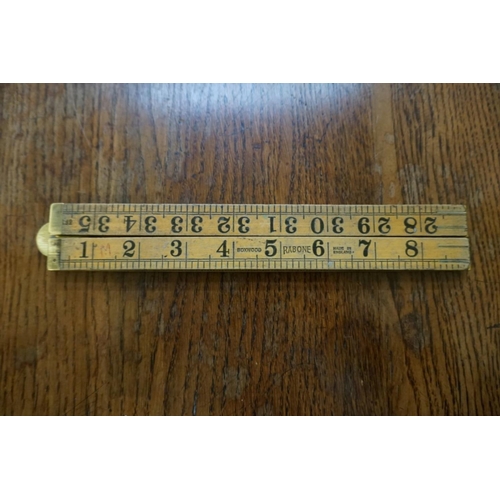 28 29 30 31 32 33 34 35
1 2 3 4 BOXWOOD 5 RABONE 6 MADE IN ENGLAND 7 8